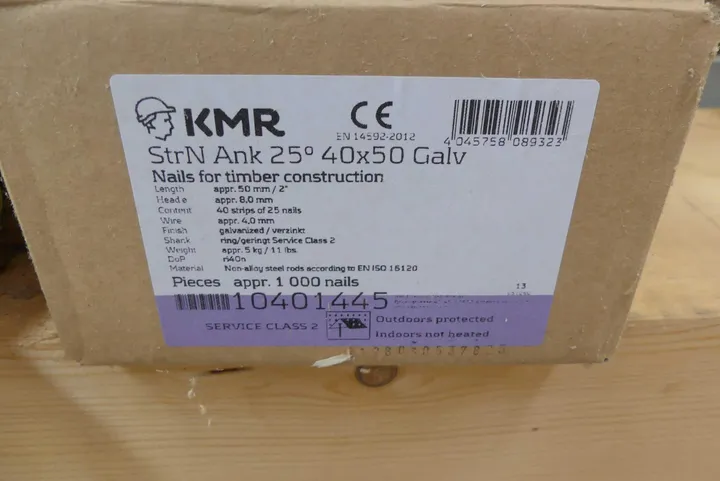 KMR
CE
EN 14592:2012
4 045758 089323
StrN Ank 25° 40x50 Galv
Nails for timber construction
Length appr. 50 mm / 2"
Head ø appr. 8,0 mm
Content 40 strips of 25 nails
Wire appr. 4,0 mm
Finish galvanized / verzinkt
Shank ring/geringt Service Class 2
Weight appr. 5 kg / 11 lbs.
DoP ri40n
Material Non-alloy steel rods according to EN ISO 16120
Pieces appr. 1 000 nails
13
10401445
SERVICE CLASS 2
Outdoors protected
Indoors not heated